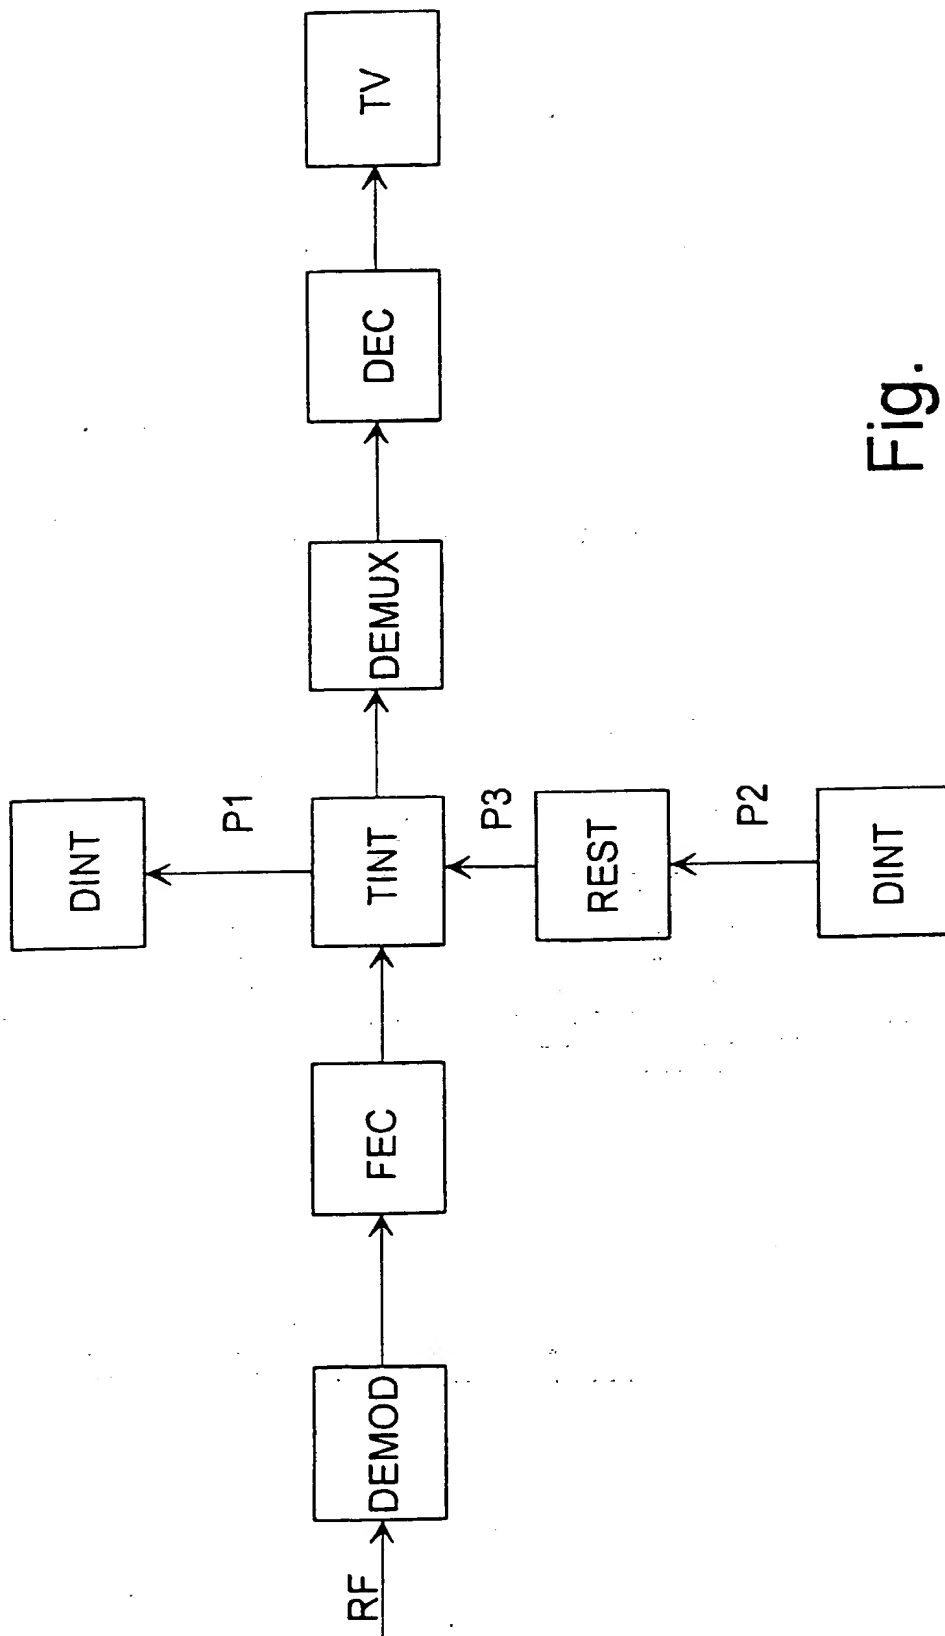 DINT
P1
RF
DEMOD
FEC
TINT
DEMUX
DEC
TV
P3
REST
P2
DINT
Fig.